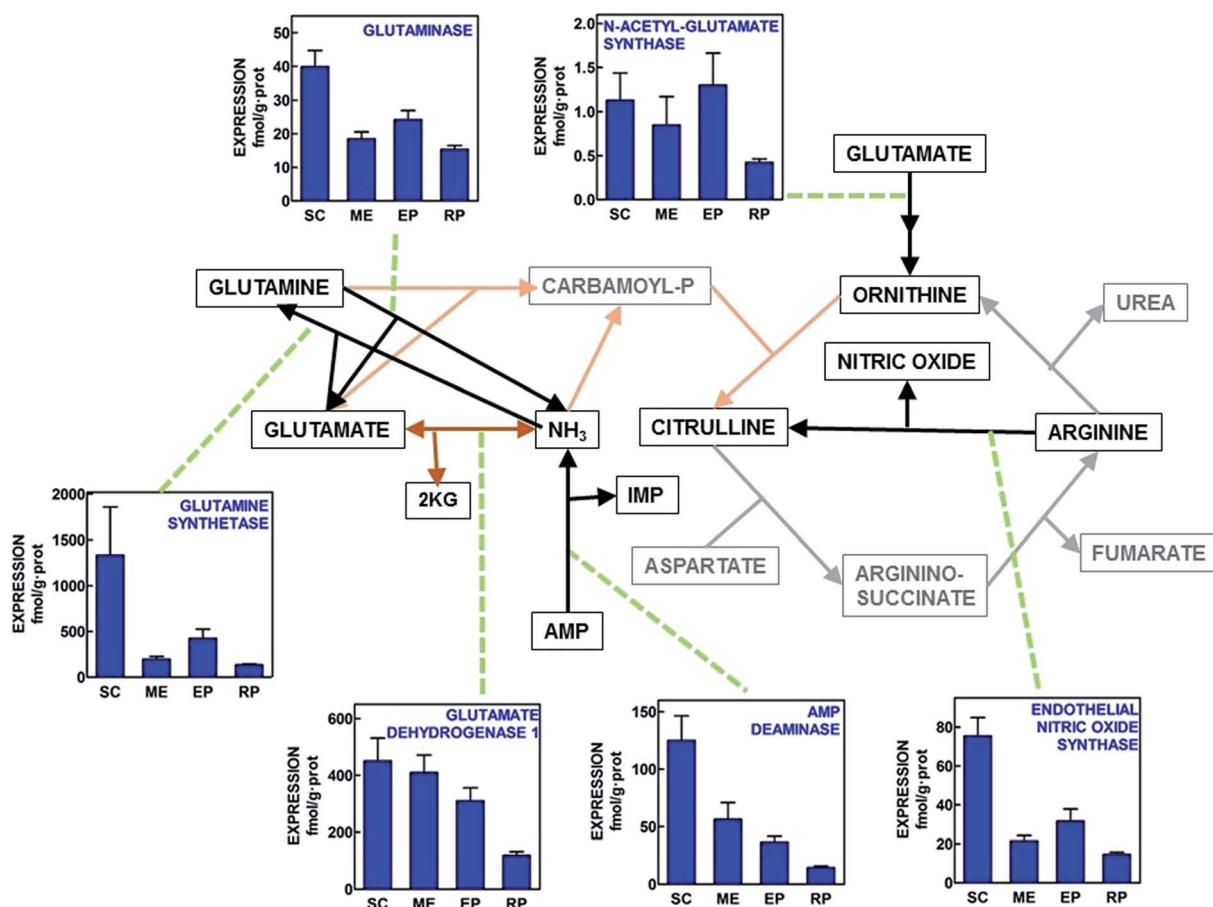 GLUTAMINASE
EXPRESSION
fmol/g·prot
50
40
30
20
10
0
SC ME EP RP
N-ACETYL-GLUTAMATE
SYNTHASE
EXPRESSION
fmol/g·prot
2.0
1.5
1.0
0.5
0.0
SC ME EP RP
GLUTAMATE
GLUTAMINE
CARBAMOYL-P
ORNITHINE
UREA
NITRIC OXIDE
GLUTAMATE
NH₃
CITRULLINE
ARGININE
2KG
IMP
ASPARTATE
ARGININO-
SUCCINATE
FUMARATE
AMP
GLUTAMINE
SYNTHETASE
EXPRESSION
fmol/g·prot
2000
1500
1000
500
0
SC ME EP RP
GLUTAMATE
DEHYDROGENASE 1
EXPRESSION
fmol/g·prot
600
400
200
0
SC ME EP RP
AMP
DEAMINASE
EXPRESSION
fmol/g·prot
150
100
50
0
SC ME EP RP
ENDOTHELIAL
NITRIC OXIDE
SYNTHASE
EXPRESSION
fmol/g·prot
80
60
40
20
0
SC ME EP RP